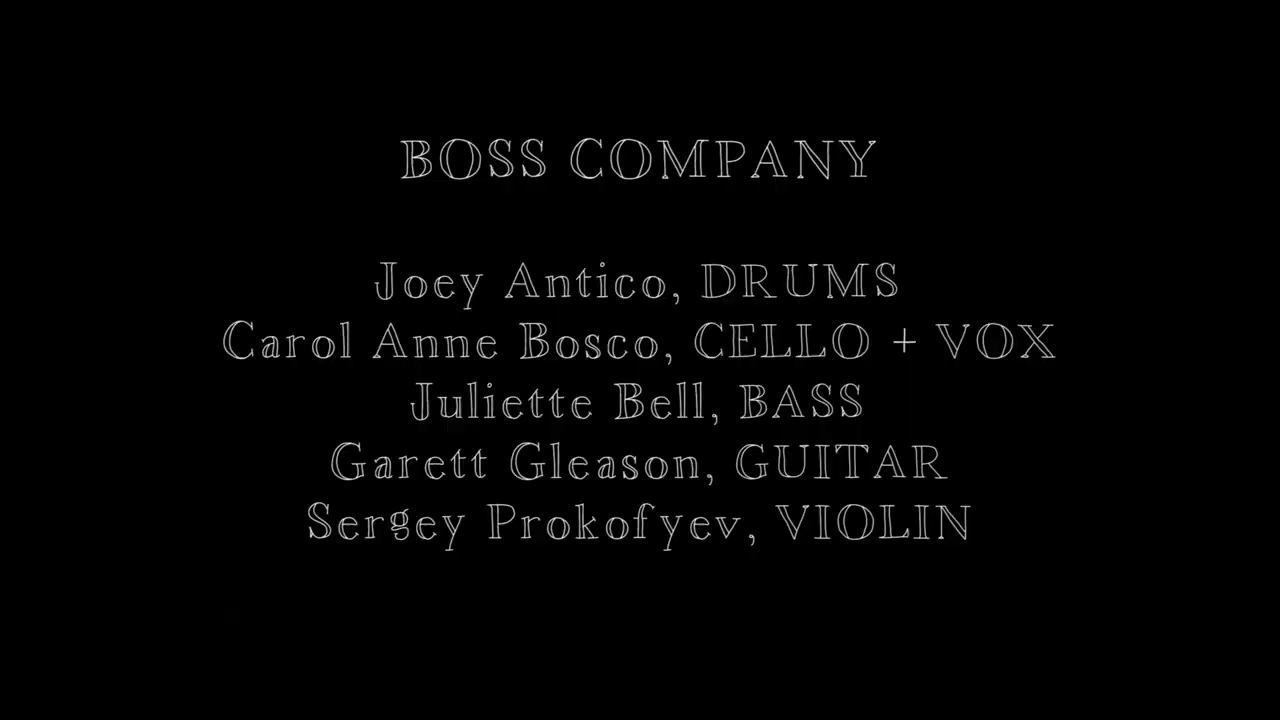 BOSS COMPANY
Joey Antico, DRUMS
Carol Anne Bosco, CELLO + VOX
Juliette Bell, BASS
Garett Gleason, GUITAR
Sergey Prokofyev, VIOLIN